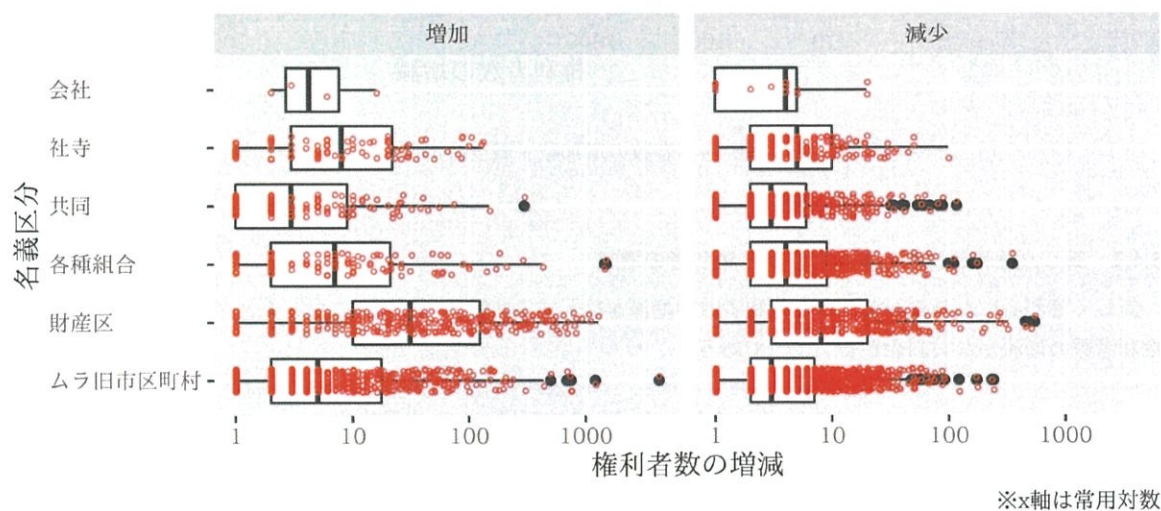 増加
減少
会社
社寺
共同
各種組合
財産区
ムラ旧市区町村
名義区分
1 10 100 1000
1 10 100 1000
権利者数の増減
※x軸は常用対数